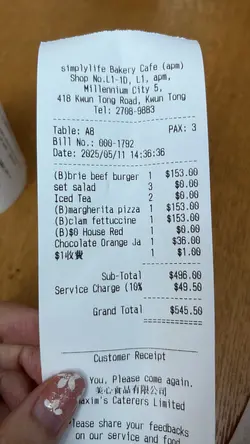 simplylife Bakery Cafe (apm)
Shop No.L1-1D, L1, apm,
Millennium City 5,
418 Kwun Tong Road, Kwun Tong
Tel: 2708-9883
Table: A8 PAX: 3
Bill No.: 000-1792
Date: 2025/05/11 14:36:36
(B)brie beef burger 1 $153.00
set salad 3 $0.00
Iced Tea 2 $0.00
(B)margherita pizza 1 $153.00
(B)clam fettuccine 1 $153.00
(B)$0 House Red 1 $0.00
Chocolate Orange Ja 1 $36.00
$1收費 1 $1.00
Sub-Total $496.00
Service Charge (10% $49.50
Grand Total $545.50
============
Customer Receipt
You, Please come again.
美心食品有限公司
Maxim's Caterers Limited
Please share your feedbacks
on our service and food